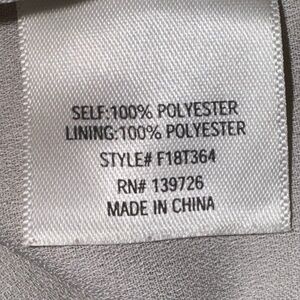 SELF:100% POLYESTER
LINING:100% POLYESTER
STYLE# F18T364
RN# 139726
MADE IN CHINA